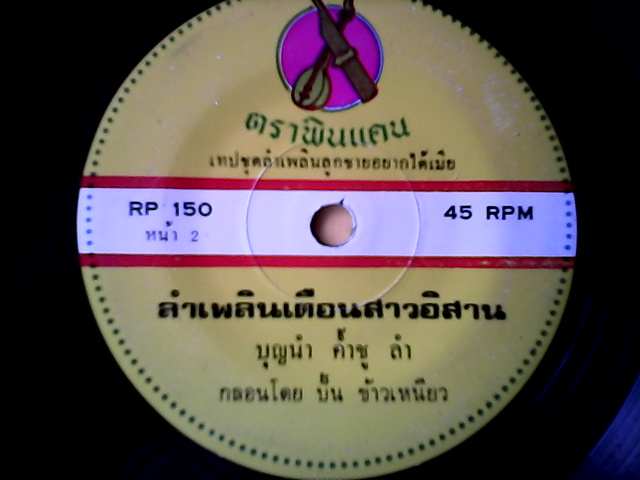 ตราพิณแคน
เทปชุดลำเพลินลูกชายอยากได้เมีย
RP 150
45 RPM
หน้า 2
ลำเพลินเตือนสาวอิสาน
บุญนำ ค้ำชู ลำ
กลอนโดย ปั้น ข้าวเหนียว